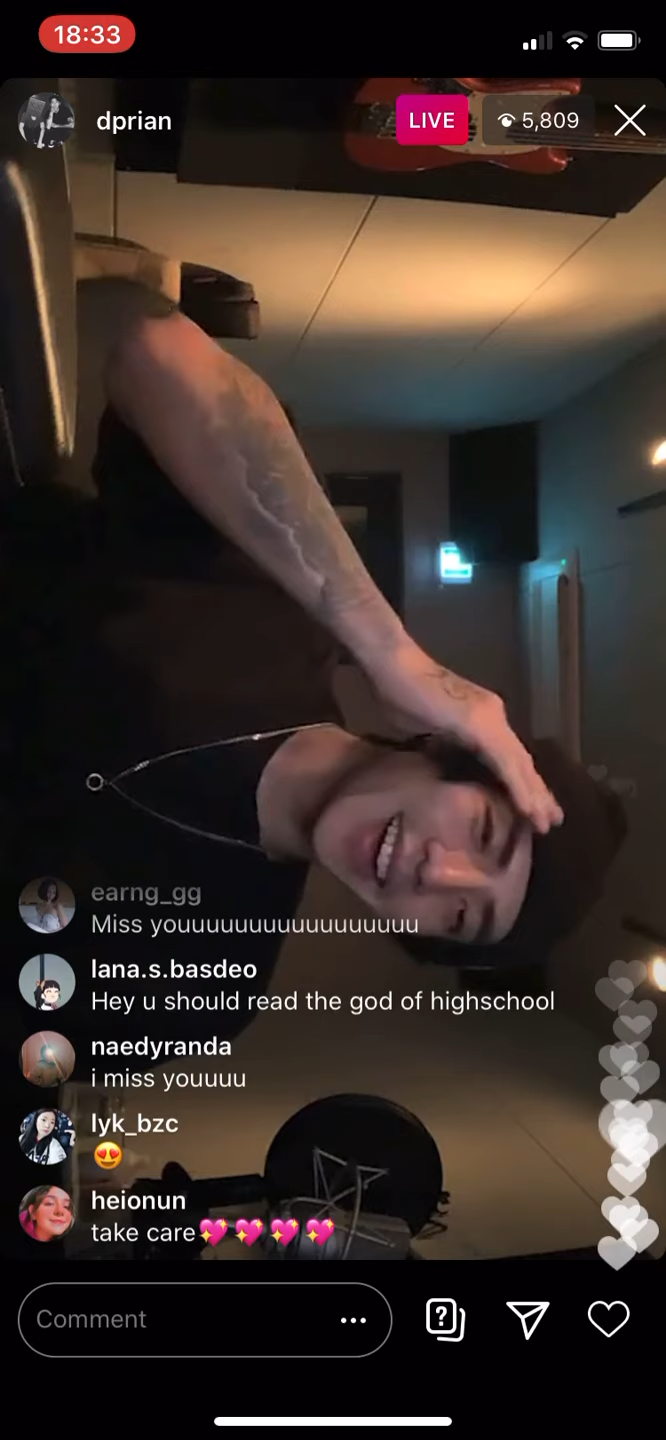 18:33
dprian
LIVE
5,809
earng_gg
Miss youuuuuuuuuuuuuuuuuu
lana.s.basdeo
Hey u should read the god of highschool
naedyranda
i miss youuuu
lyk_bzc
😍
heionun
take care💖💖💖💖
Comment